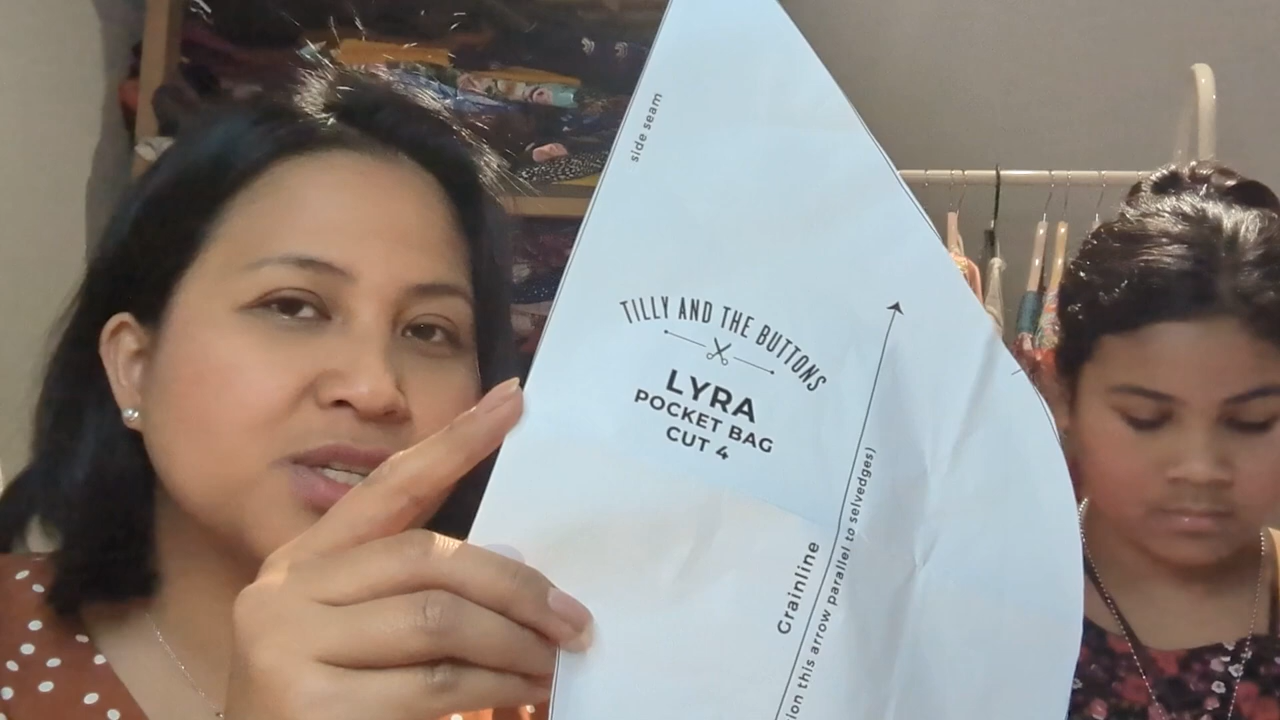 side seam
TILLY AND THE BUTTONS
LYRA
POCKET BAG
CUT 4
Grainline
this arrow parallel to selvedges)